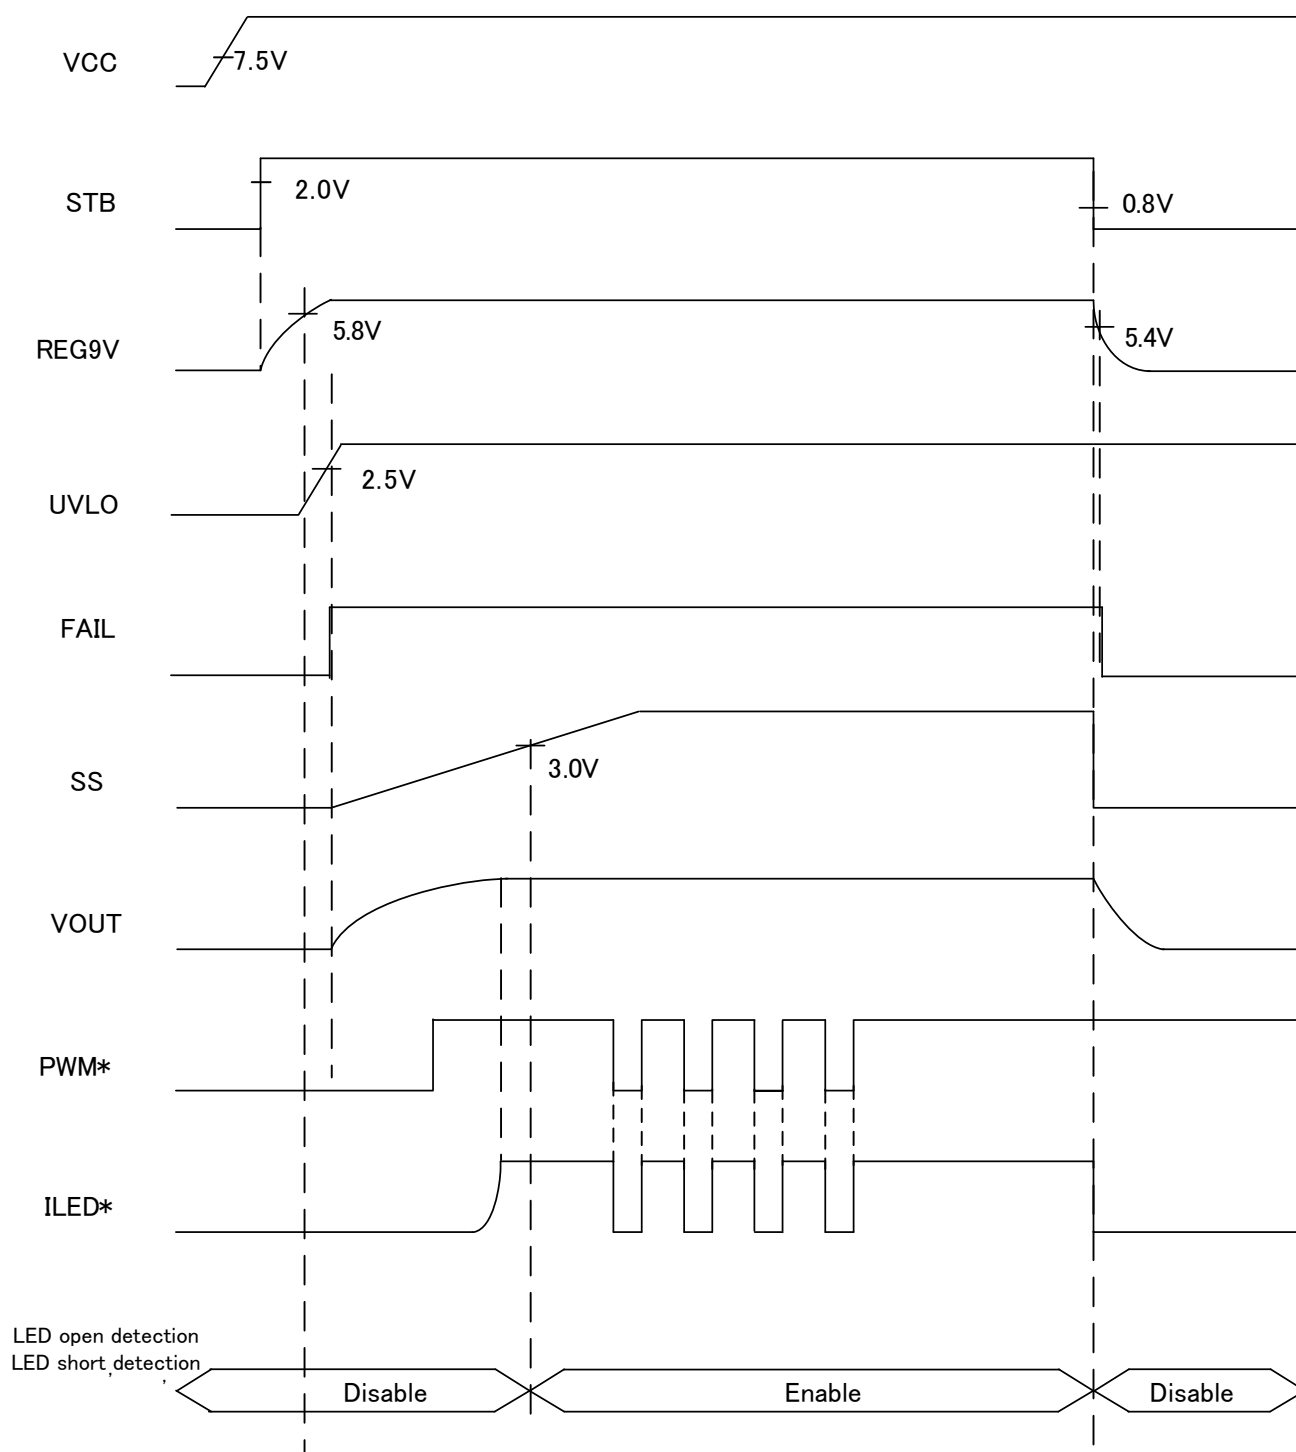 VCC
7.5V
STB
2.0V
0.8V
REG9V
5.8V
5.4V
UVLO
2.5V
FAIL
SS
3.0V
VOUT
PWM*
ILED*
LED open detection
LED short detection
Disable
Enable
Disable